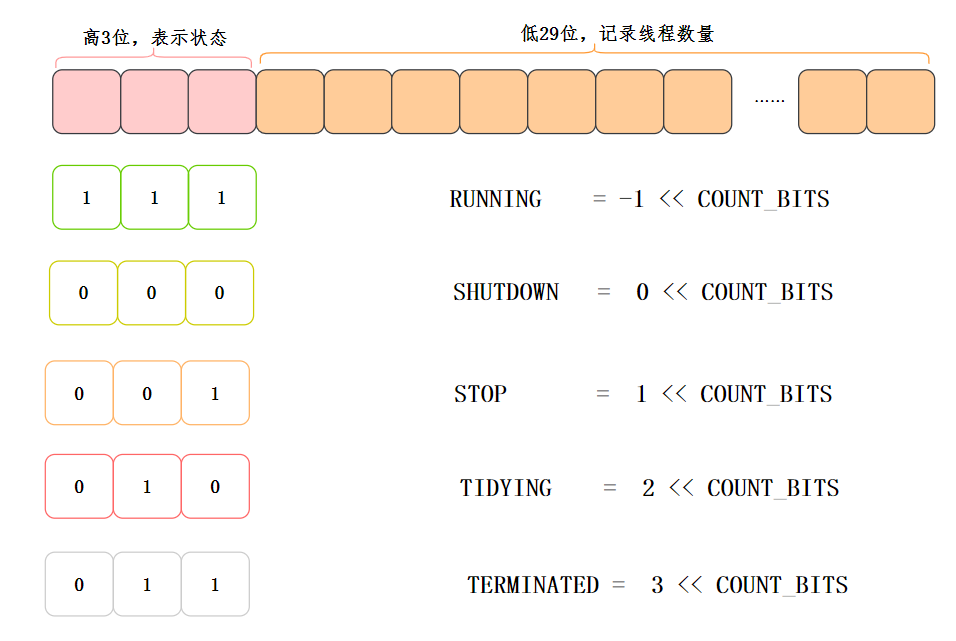 高3位，表示状态
低29位，记录线程数量
......
1 1 1 RUNNING = -1 << COUNT_BITS
0 0 0 SHUTDOWN = 0 << COUNT_BITS
0 0 1 STOP = 1 << COUNT_BITS
0 1 0 TIDYING = 2 << COUNT_BITS
0 1 1 TERMINATED = 3 << COUNT_BITS